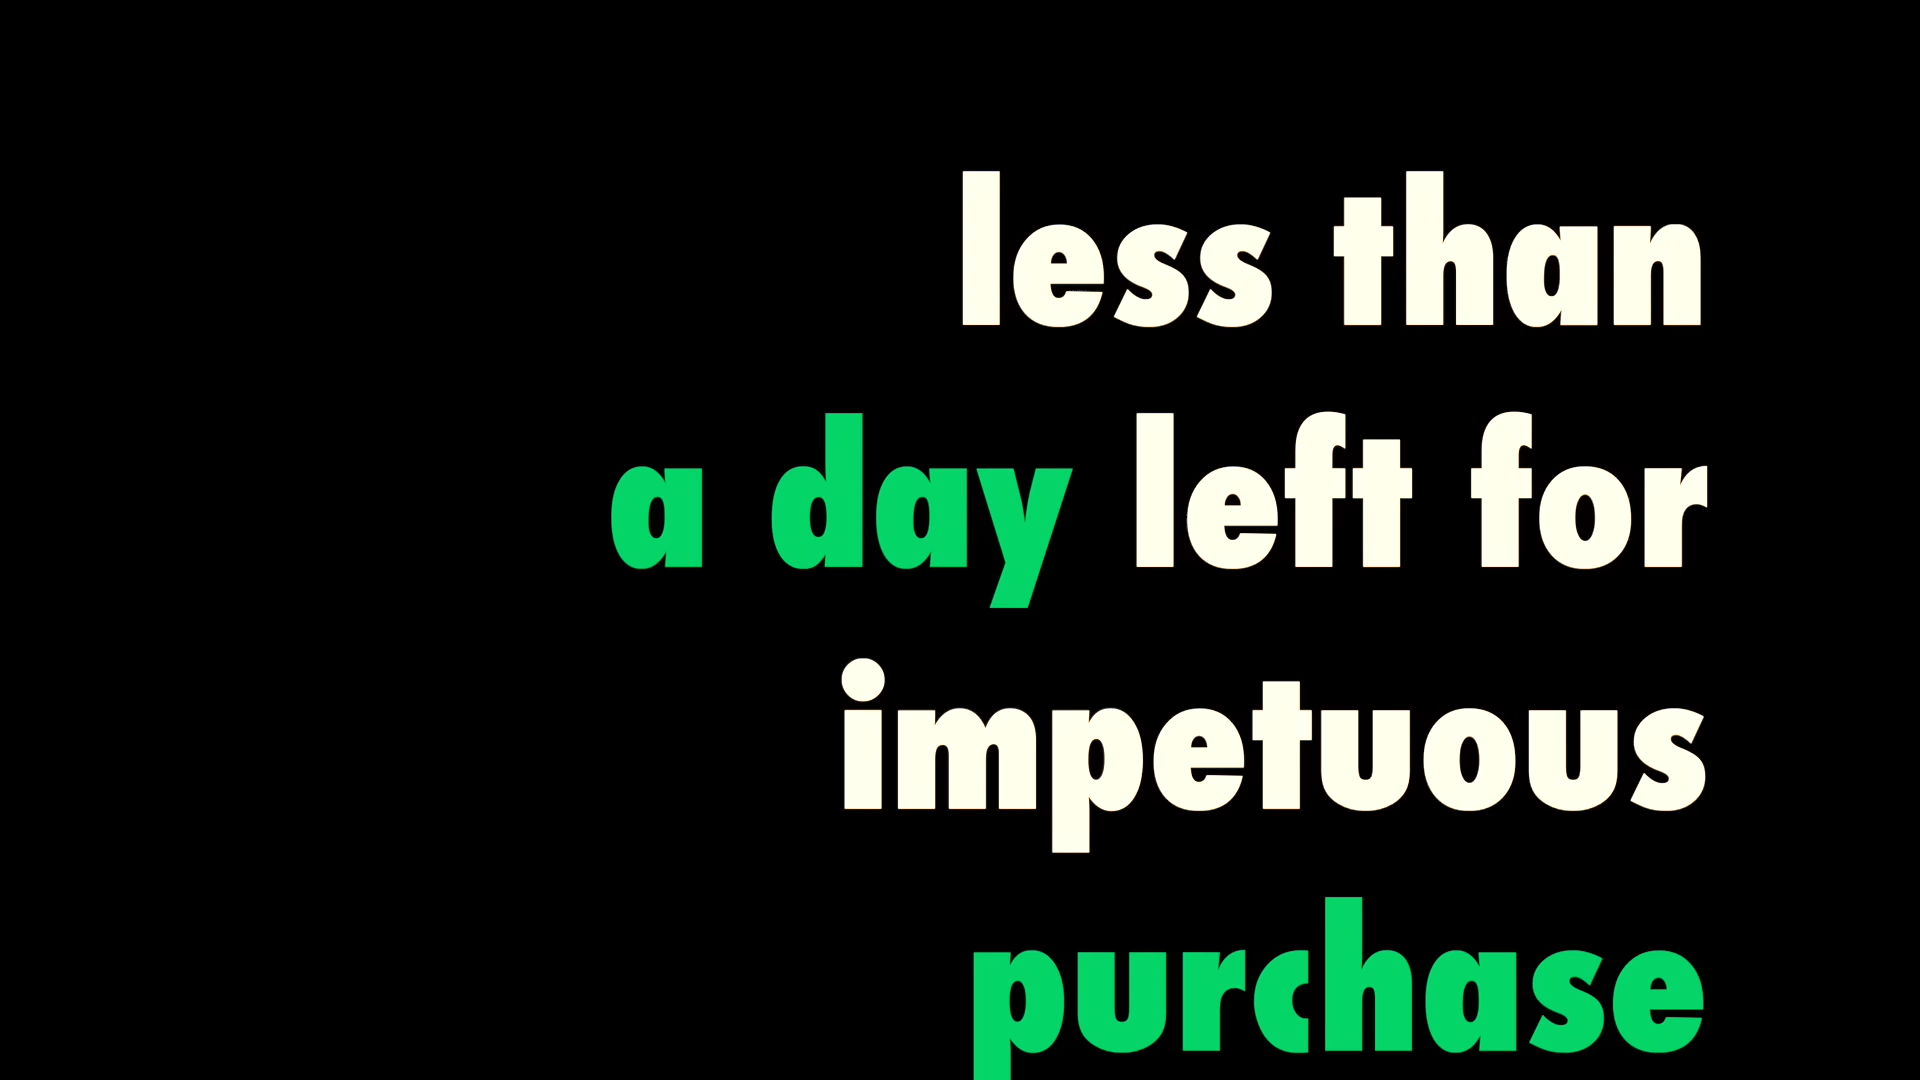 less than
a day left for
impetuous
purchase